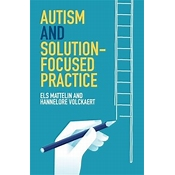 AUTISM
AND
SOLUTION-
FOCUSED
PRACTICE
ELS MATTELIN AND
HANNELORE VOLCKAERT